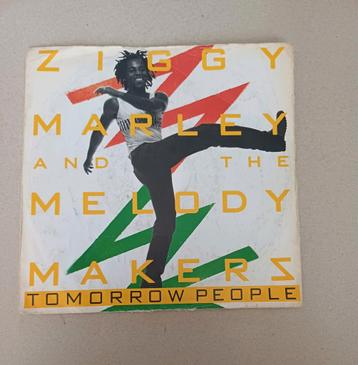 ZIGGY
MARLEY
AND THE
MELODY
MAKERS
TOMORROW PEOPLE